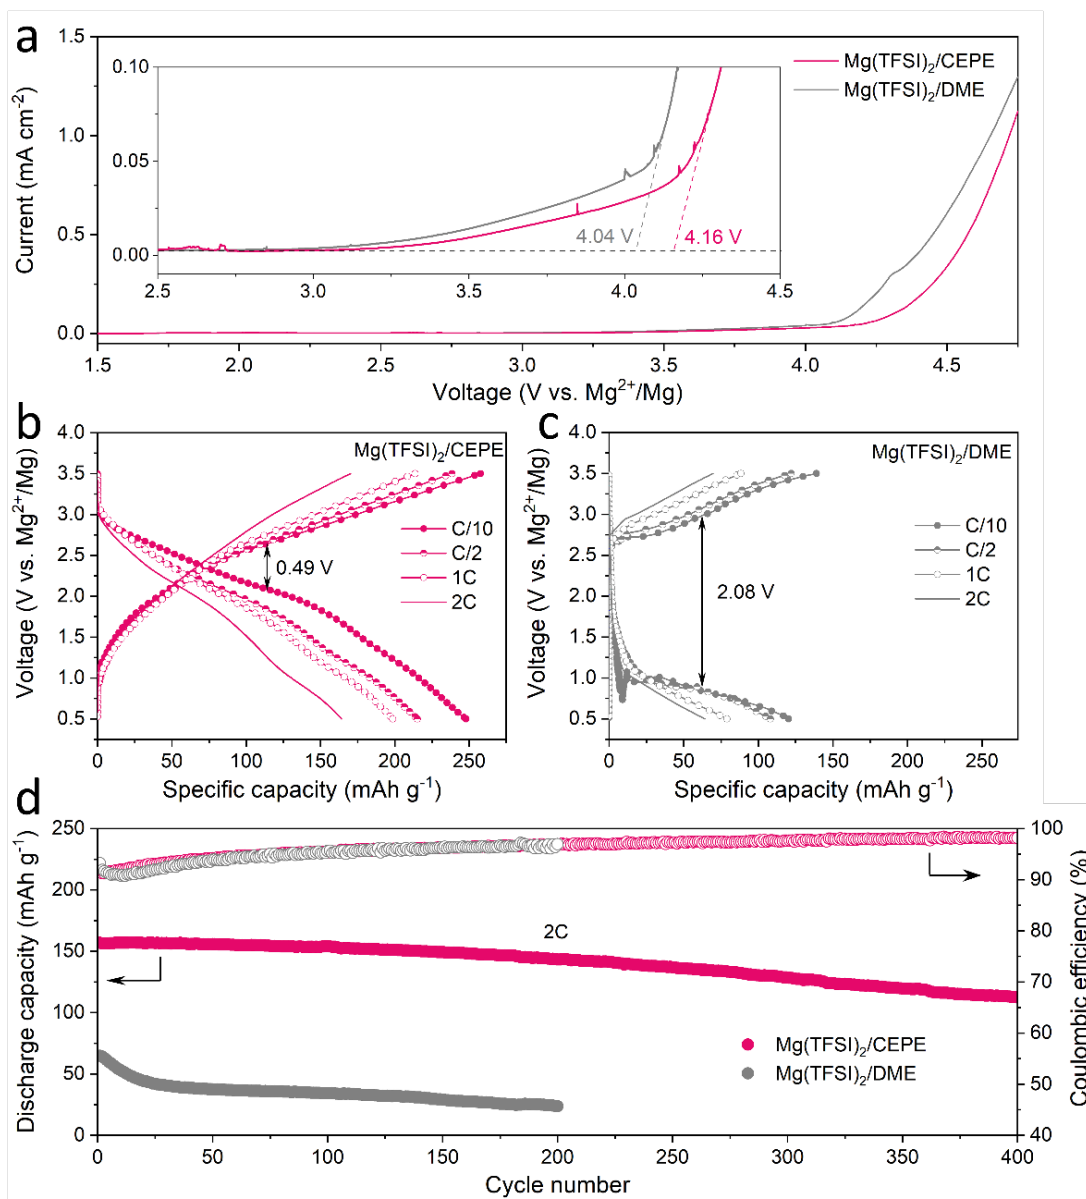 a
1.5
1.0
0.5
0.0
Current (mA cm-2)
0.10
0.05
0.00
4.04 V
4.16 V
2.5
3.0
3.5
4.0
4.5
Mg(TFSI)2/CEPE
Mg(TFSI)2/DME
1.5
2.0
2.5
3.0
3.5
4.0
4.5
Voltage (V vs. Mg2+/Mg)
b
4.0
3.5
3.0
2.5
2.0
1.5
1.0
0.5
Voltage (V vs. Mg2+/Mg)
Mg(TFSI)2/CEPE
C/10
C/2
1C
2C
0.49 V
0
50
100
150
200
250
Specific capacity (mAh g-1)
c
4.0
3.5
3.0
2.5
2.0
1.5
1.0
0.5
Voltage (V vs. Mg2+/Mg)
Mg(TFSI)2/DME
C/10
C/2
1C
2C
2.08 V
0
50
100
150
200
250
Specific capacity (mAh g-1)
d
250
200
150
100
50
0
Discharge capacity (mAh g-1)
2C
Mg(TFSI)2/CEPE
Mg(TFSI)2/DME
100
90
80
70
60
50
40
Coulombic efficiency (%)
0
50
100
150
200
250
300
350
400
Cycle number